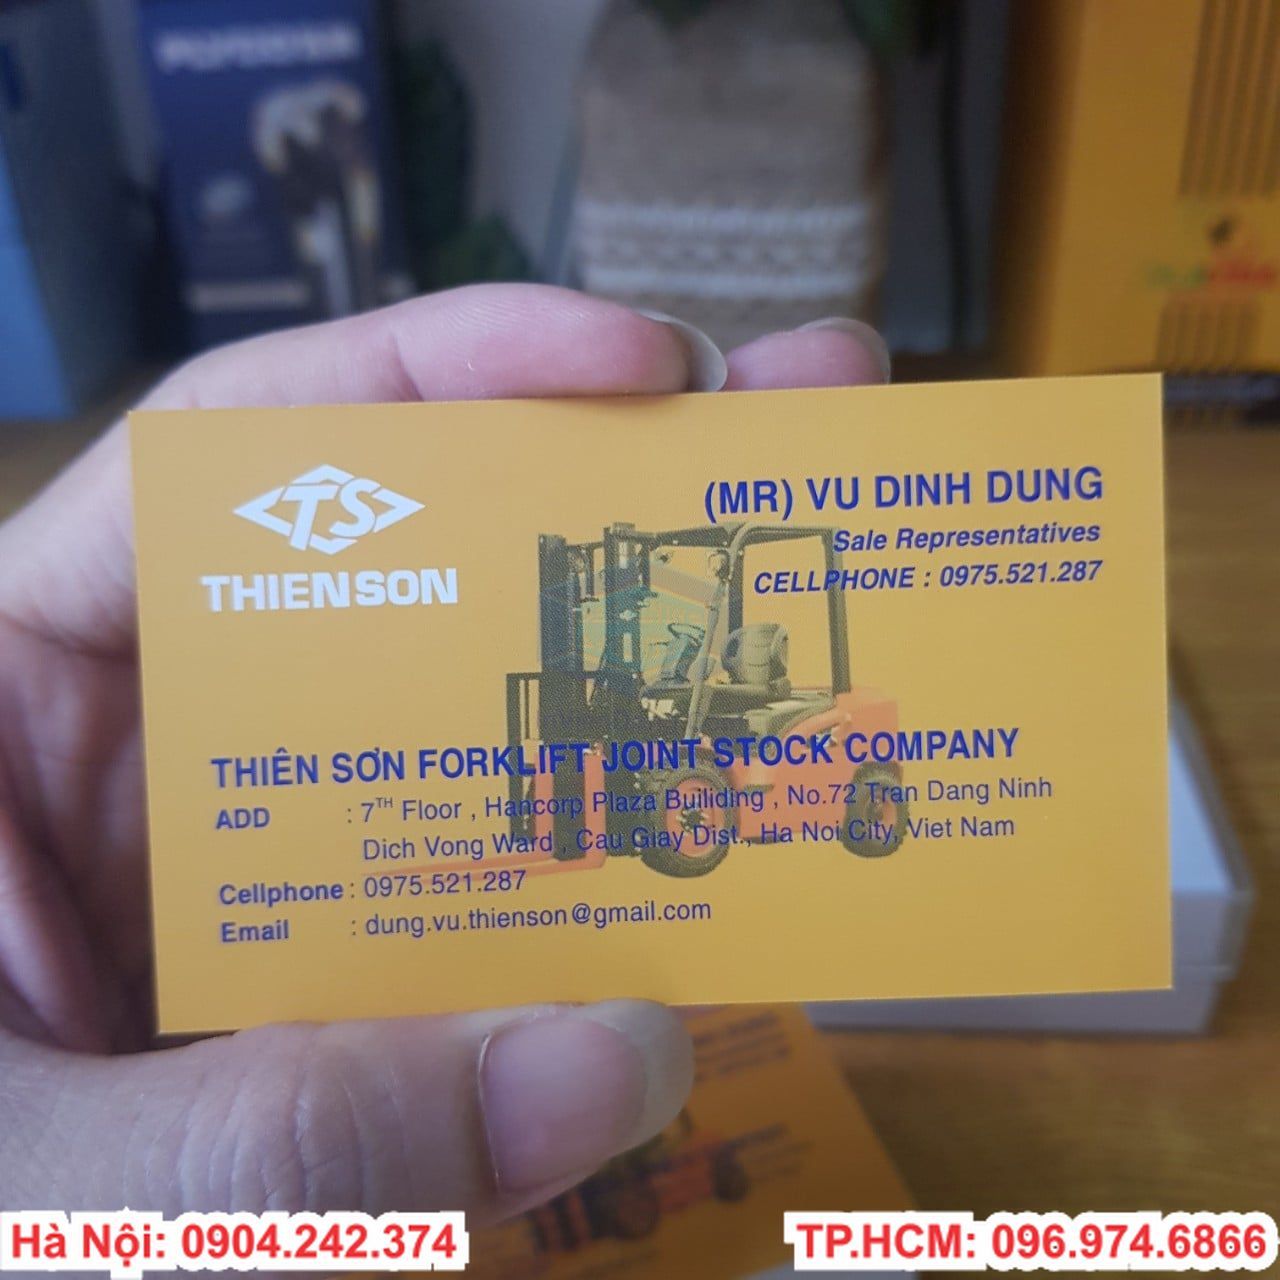 TS
THIENSON
(MR) VU DINH DUNG
Sale Representatives
CELLPHONE : 0975.521.287
THIÊN SƠN FORKLIFT JOINT STOCK COMPANY
ADD : 7TH Floor , Hancorp Plaza Builiding , No.72 Tran Dang Ninh
Dich Vong Ward , Cau Giay Dist., Ha Noi City, Viet Nam
Cellphone : 0975.521.287
Email : dung.vu.thienson@gmail.com
Hà Nội: 0904.242.374
TP.HCM: 096.974.6866